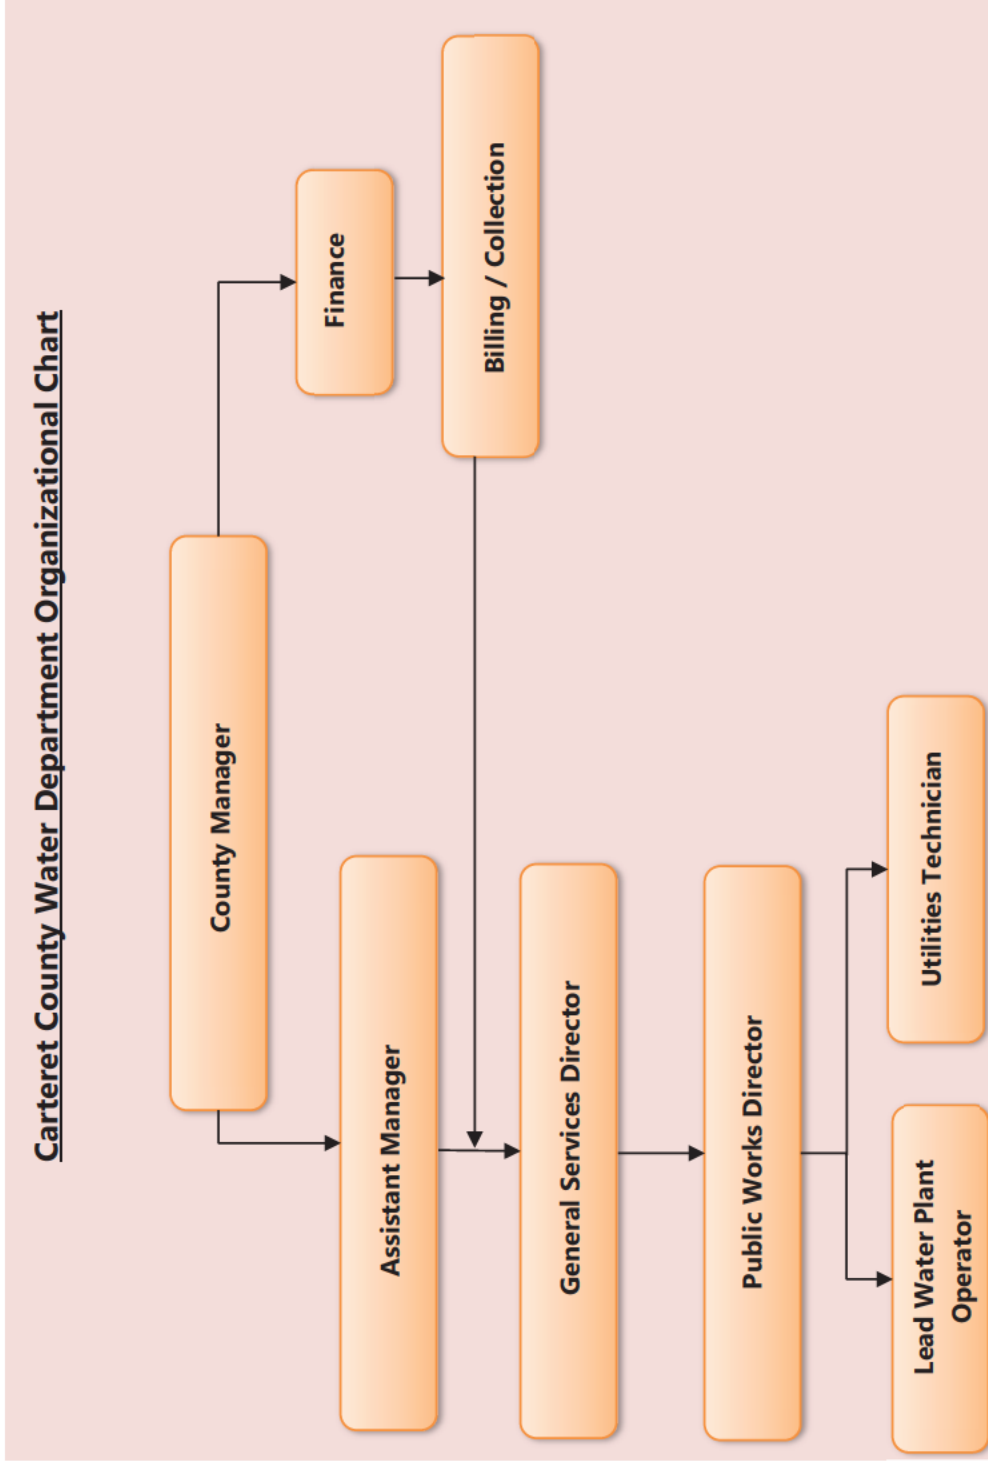 Carteret County Water Department Organizational Chart
County Manager
Assistant Manager
Finance
Billing / Collection
General Services Director
Public Works Director
Lead Water Plant
Operator
Utilities Technician